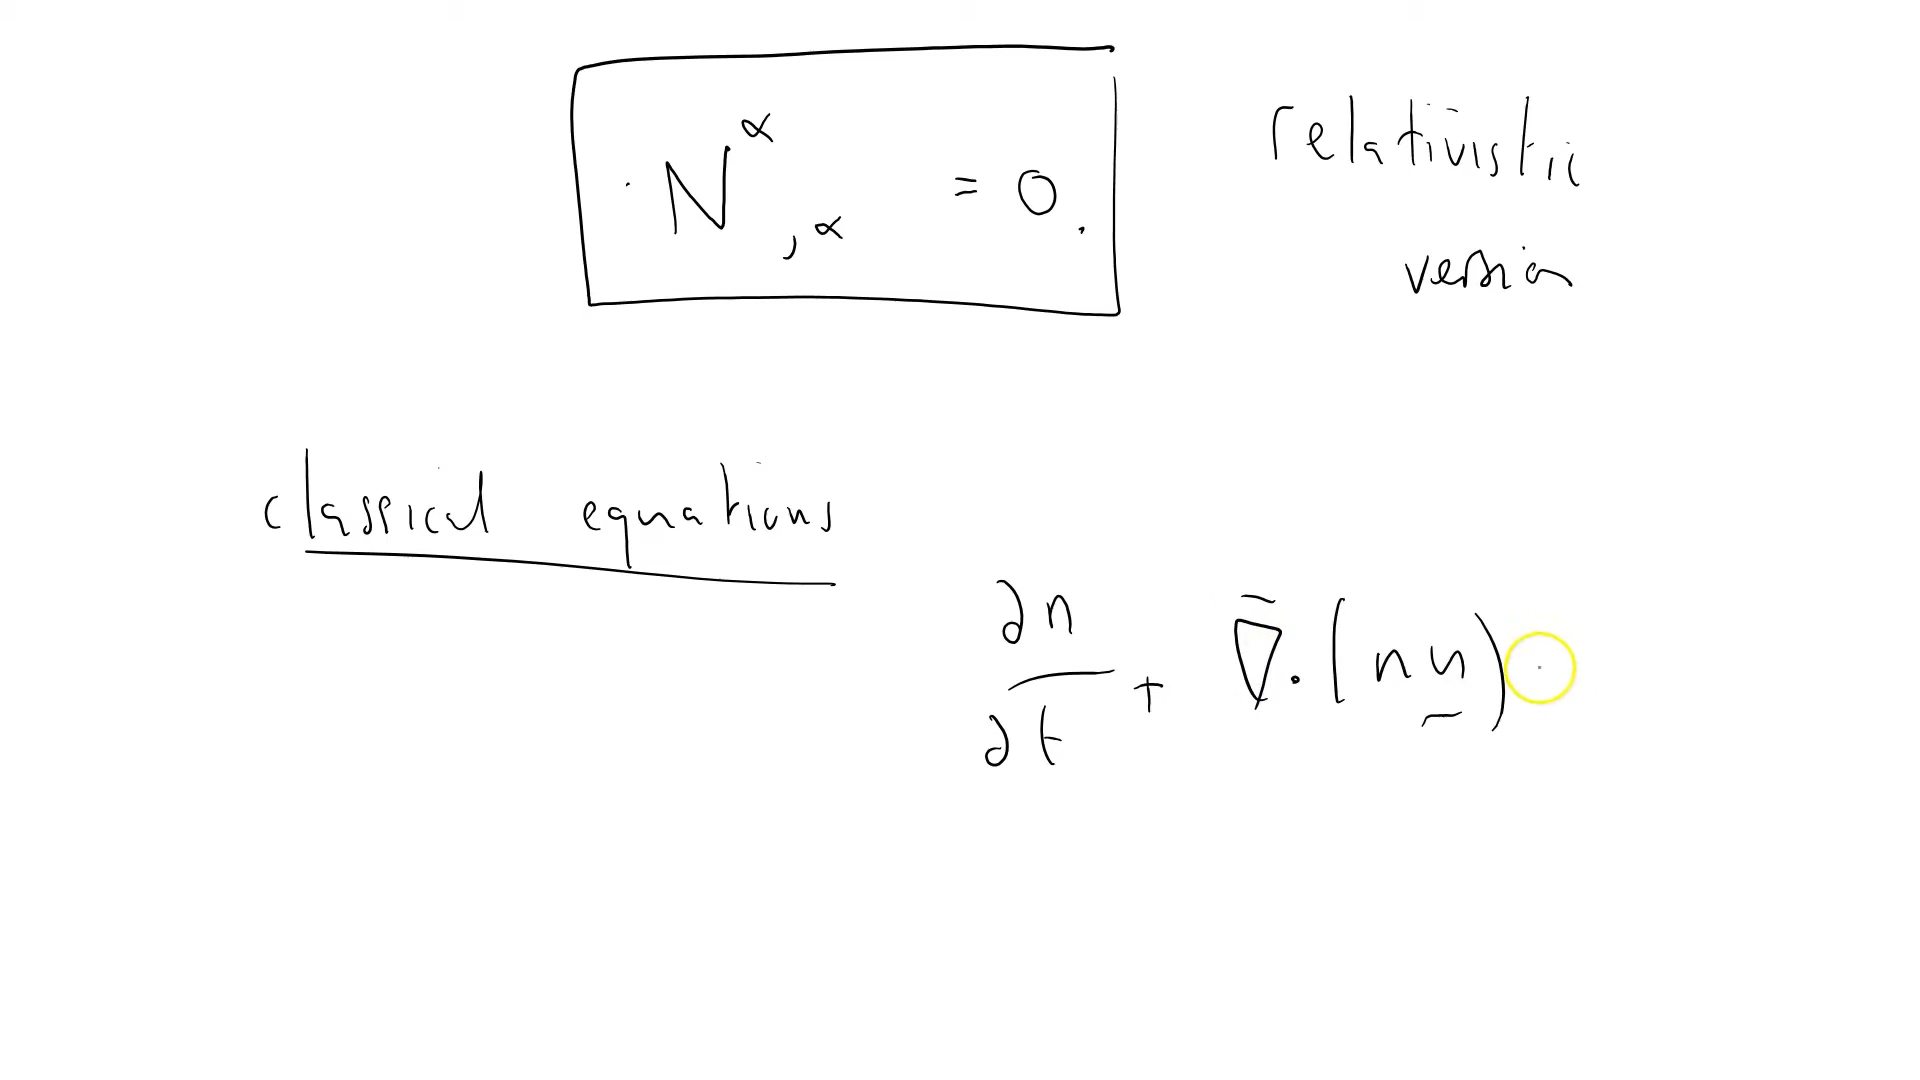 N^α_{,α} = 0.
relativistic
version
classical equations
∂n/∂t + ∇̄·(nu̲)